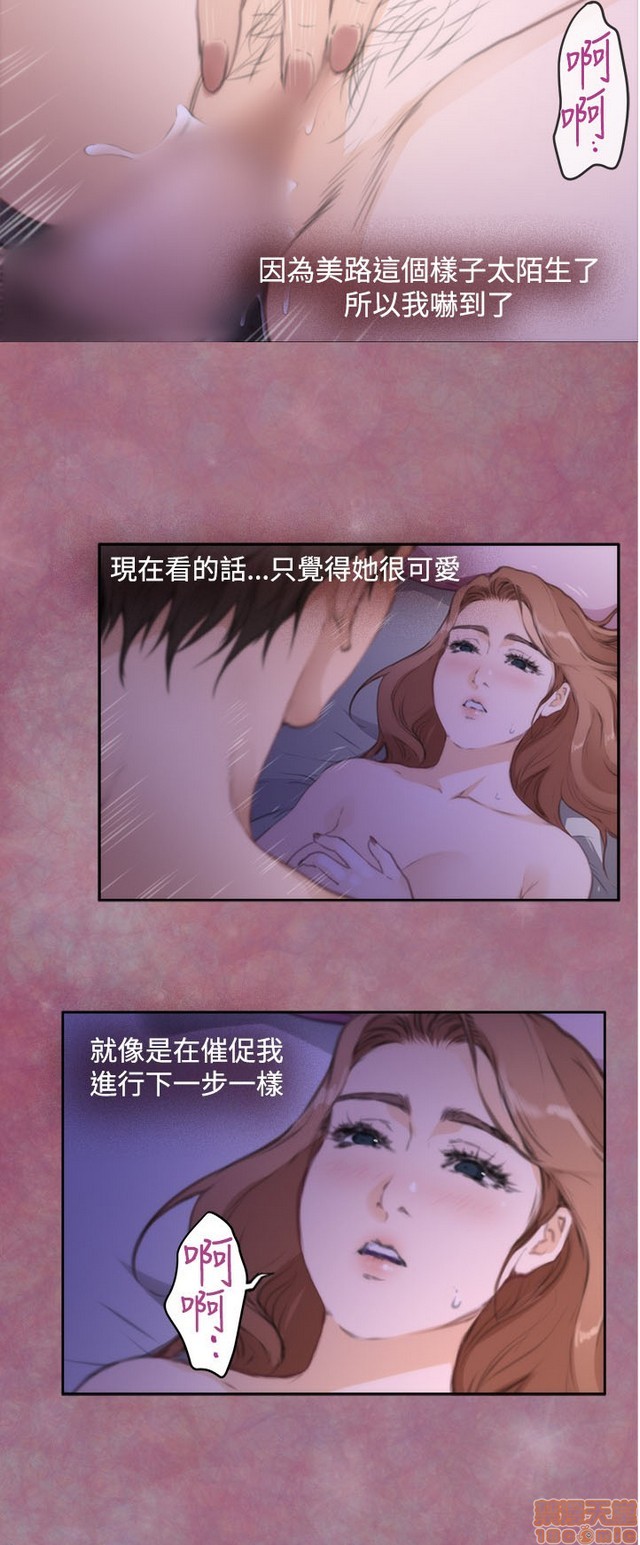 啊
啊⋯
因為美路這個樣子太陌生了
所以我嚇到了
現在看的話...只覺得她很可愛
就像是在催促我
進行下一步一樣
啊
啊⋯